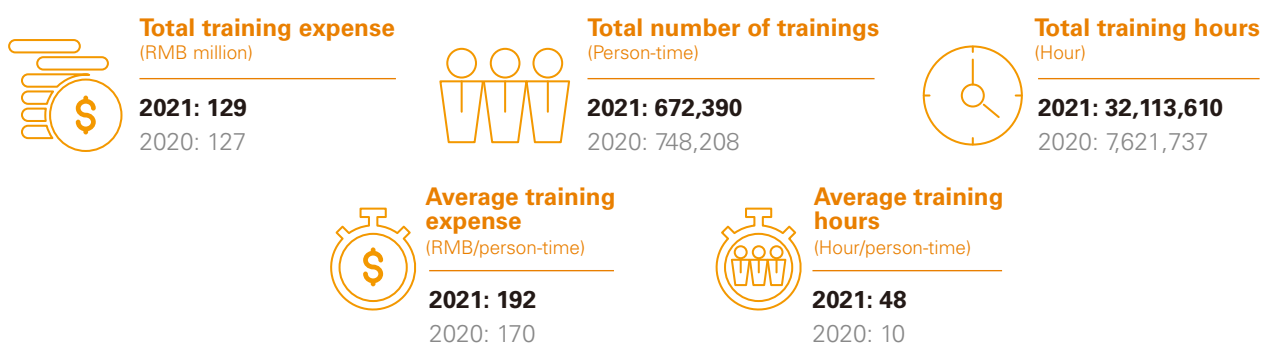 Total training expense
(RMB million)
2021: 129
2020: 127
Total number of trainings
(Person-time)
2021: 672,390
2020: 748,208
Total training hours
(Hour)
2021: 32,113,610
2020: 7,621,737
$
Average training
expense
(RMB/person-time)
2021: 192
2020: 170
$
Average training
hours
(Hour/person-time)
2021: 48
2020: 10